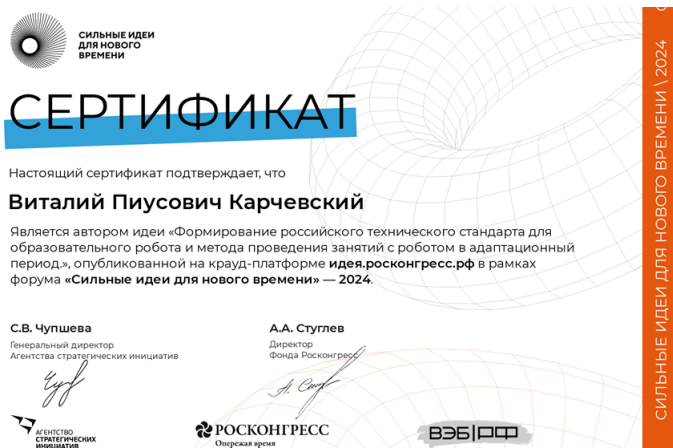 СИЛЬНЫЕ ИДЕИ
ДЛЯ НОВОГО
ВРЕМЕНИ
СЕРТИФИКАТ
Настоящий сертификат подтверждает, что
Виталий Пиусович Карчевский
Является автором идеи «Формирование российского технического стандарта для
образовательного робота и метода проведения занятий с роботом в адаптационный
период.», опубликованной на крауд-платформе идея.росконгресс.рф в рамках
форума «Сильные идеи для нового времени» — 2024.
С.В. Чупшева
Генеральный директор
Агентства стратегических инициатив
А.А. Стуглев
Директор
Фонда Росконгресс
АГЕНТСТВО
СТРАТЕГИЧЕСКИХ
ИНИЦИАТИВ
РОСКОНГРЕСС
Опережая время
ВЭБ|РФ
СИЛЬНЫЕ ИДЕИ ДЛЯ НОВОГО ВРЕМЕНИ \ 2024